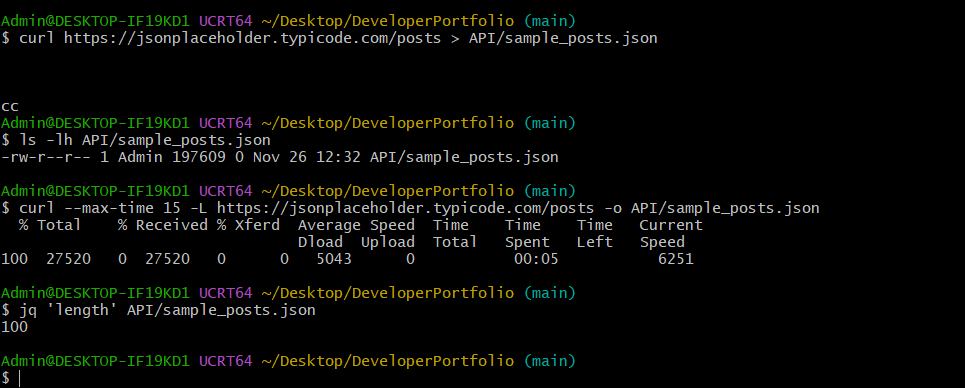 Admin@DESKTOP-IF19KD1 UCRT64 ~/Desktop/DeveloperPortfolio (main)
$ curl https://jsonplaceholder.typicode.com/posts > API/sample_posts.json
cc
Admin@DESKTOP-IF19KD1 UCRT64 ~/Desktop/DeveloperPortfolio (main)
$ ls -lh API/sample_posts.json
-rw-r--r-- 1 Admin 197609 0 Nov 26 12:32 API/sample_posts.json
Admin@DESKTOP-IF19KD1 UCRT64 ~/Desktop/DeveloperPortfolio (main)
$ curl --max-time 15 -L https://jsonplaceholder.typicode.com/posts -o API/sample_posts.json
  % Total    % Received % Xferd  Average Speed  Time    Time    Time   Current
                                 Dload  Upload  Total   Spent   Left   Speed
100  27520   0  27520   0      0   5043      0           00:05           6251
Admin@DESKTOP-IF19KD1 UCRT64 ~/Desktop/DeveloperPortfolio (main)
$ jq 'length' API/sample_posts.json
100
Admin@DESKTOP-IF19KD1 UCRT64 ~/Desktop/DeveloperPortfolio (main)
$